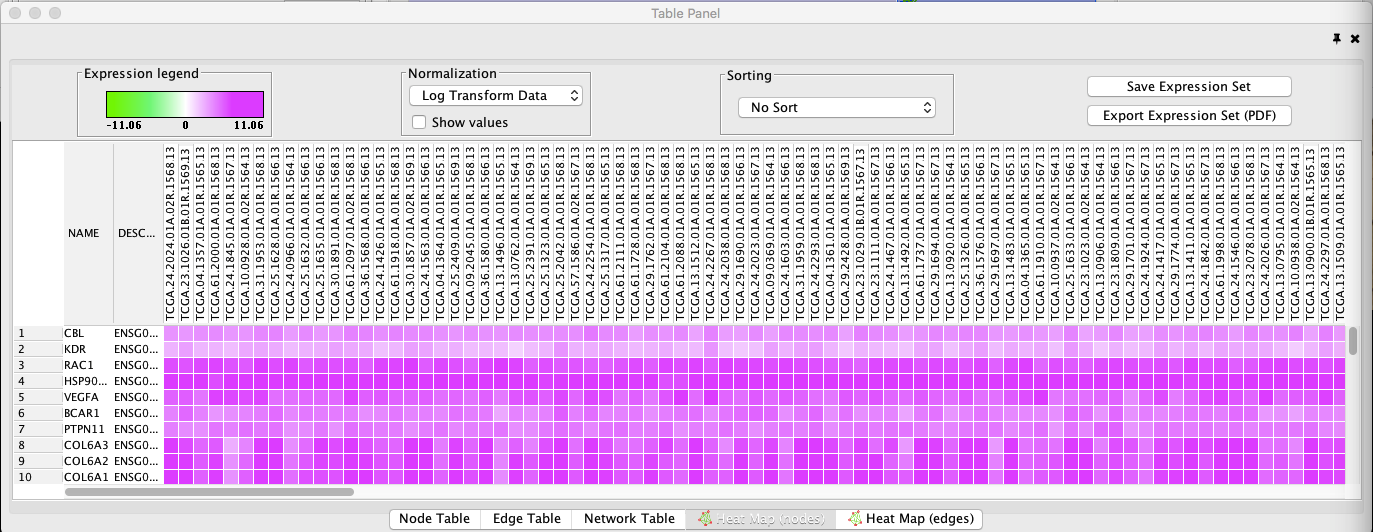 Table Panel
Expression legend
-11.06 0 11.06
Normalization
Log Transform Data
Show values
Sorting
No Sort
Save Expression Set
Export Expression Set (PDF)
NAME
DESC...
TCGA.24.2024.01A.02R.1568.13
TCGA.23.1026.01B.01R.1569.13
TCGA.04.1357.01A.01R.1565.13
TCGA.61.2000.01A.01R.1568.13
TCGA.24.1845.01A.01R.1567.13
TCGA.10.0928.01A.02R.1564.13
TCGA.31.1953.01A.01R.1568.13
TCGA.25.1628.01A.01R.1566.13
TCGA.24.0966.01A.01R.1564.13
TCGA.25.1632.01A.01R.1566.13
TCGA.25.1635.01A.01R.1566.13
TCGA.30.1891.01A.01R.1568.13
TCGA.61.2097.01A.02R.1568.13
TCGA.36.1568.01A.01R.1566.13
TCGA.24.1426.01A.01R.1565.13
TCGA.61.1918.01A.01R.1568.13
TCGA.30.1857.01A.02R.1569.13
TCGA.24.1563.01A.01R.1566.13
TCGA.04.1364.01A.01R.1565.13
TCGA.25.2409.01A.01R.1569.13
TCGA.09.2045.01A.01R.1568.13
TCGA.36.1580.01A.01R.1566.13
TCGA.13.1496.01A.01R.1565.13
TCGA.13.0762.01A.01R.1564.13
TCGA.25.2391.01A.01R.1569.13
TCGA.25.1323.01A.01R.1565.13
TCGA.25.2042.01A.01R.1568.13
TCGA.57.1586.01A.02R.1567.13
TCGA.24.2254.01A.01R.1568.13
TCGA.25.1317.01A.01R.1565.13
TCGA.61.2111.01A.01R.1568.13
TCGA.61.1728.01A.01R.1568.13
TCGA.29.1762.01A.01R.1567.13
TCGA.61.2104.01A.01R.1568.13
TCGA.61.2088.01A.01R.1568.13
TCGA.13.1512.01A.01R.1565.13
TCGA.24.2267.01A.01R.1568.13
TCGA.04.1638.01A.01R.1566.13
TCGA.29.1690.01A.01R.1566.13
TCGA.24.2023.01A.01R.1567.13
TCGA.09.0369.01A.01R.1564.13
TCGA.24.1603.01A.01R.1566.13
TCGA.31.1959.01A.01R.1568.13
TCGA.24.2293.01A.01R.1568.13
TCGA.04.1361.01A.01R.1565.13
TCGA.29.2428.01A.01R.1569.13
TCGA.23.1029.01B.01R.1567.13
TCGA.23.1111.01A.01R.1567.13
TCGA.24.1467.01A.01R.1566.13
TCGA.13.1492.01A.01R.1565.13
TCGA.61.1737.01A.01R.1567.13
TCGA.29.1694.01A.01R.1567.13
TCGA.13.0920.01A.01R.1564.13
TCGA.25.1326.01A.01R.1565.13
TCGA.36.1576.01A.01R.1566.13
TCGA.29.1697.01A.01R.1567.13
TCGA.13.1483.01A.01R.1565.13
TCGA.04.1365.01A.01R.1565.13
TCGA.61.1910.01A.01R.1567.13
TCGA.10.0937.01A.02R.1564.13
TCGA.25.1633.01A.01R.1566.13
TCGA.23.2084.01A.02R.1568.13
TCGA.13.0906.01A.01R.1564.13
TCGA.23.1809.01A.01R.1566.13
TCGA.29.1701.01A.01R.1567.13
TCGA.24.1924.01A.01R.1567.13
TCGA.24.1417.01A.01R.1565.13
TCGA.29.1774.01A.01R.1567.13
TCGA.13.1411.01A.01R.1565.13
TCGA.24.1842.01A.01R.1567.13
TCGA.24.1546.01A.01R.1566.13
TCGA.23.2078.01A.01R.1568.13
TCGA.24.2026.01A.01R.1567.13
TCGA.13.0795.01A.01R.1564.13
TCGA.10.0938.01A.02R.1564.13
TCGA.13.0900.01B.01R.1565.13
TCGA.24.2297.01A.01R.1568.13
TCGA.13.1509.01A.01R.1565.13
1 CBL ENSG0...
2 KDR ENSG0...
3 RAC1 ENSG0...
4 HSP90... ENSG0...
5 VEGFA ENSG0...
6 BCAR1 ENSG0...
7 PTPN11 ENSG0...
8 COL6A3 ENSG0...
9 COL6A2 ENSG0...
10 COL6A1 ENSG0...
Node Table Edge Table Network Table Heat Map (nodes) Heat Map (edges)